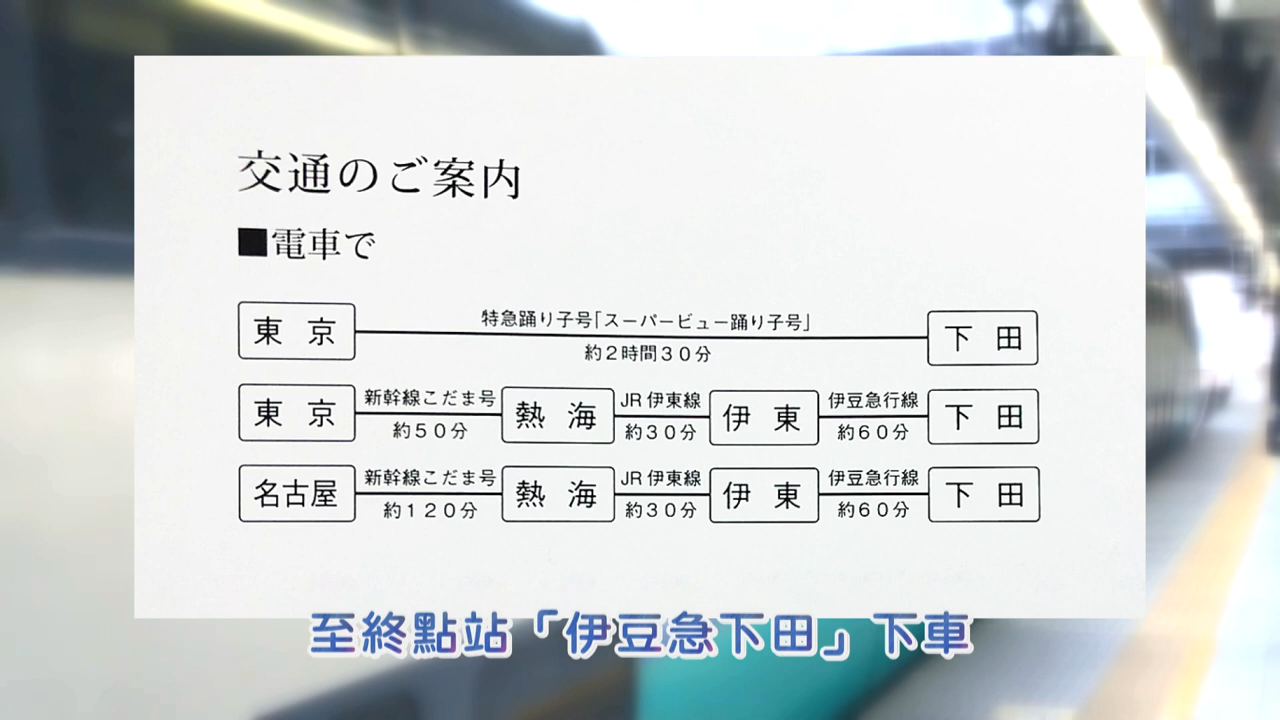 交通のご案内
■電車で
特急踊り子号「スーパービュー踊り子号」
東京 下田
約2時間30分
新幹線こだま号 JR伊東線 伊豆急行線
東京 熱海 伊東 下田
約50分 約30分 約60分
新幹線こだま号 JR伊東線 伊豆急行線
名古屋 熱海 伊東 下田
約120分 約30分 約60分
至終點站「伊豆急下田」下車